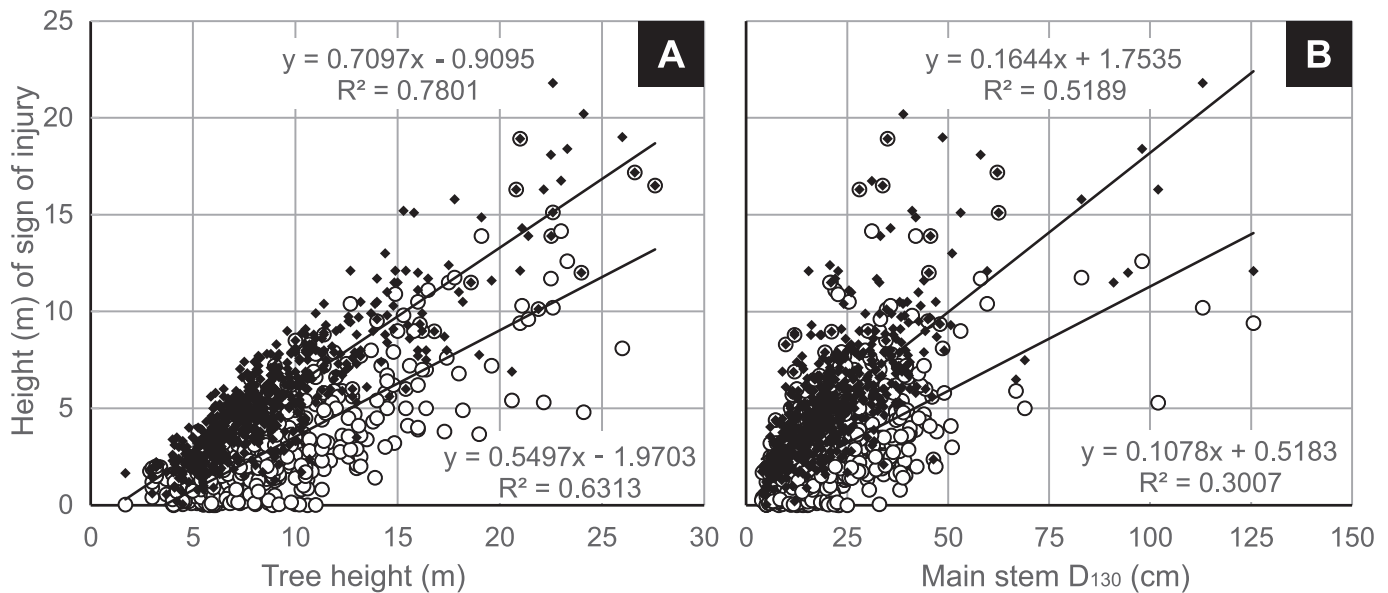 Height (m) of sign of injury
25
20
15
10
5
0
y = 0.7097x - 0.9095
R² = 0.7801
A
y = 0.5497x - 1.9703
R² = 0.6313
0 5 10 15 20 25 30
Tree height (m)
y = 0.1644x + 1.7535
R² = 0.5189
B
y = 0.1078x + 0.5183
R² = 0.3007
0 25 50 75 100 125 150
Main stem D₁₃₀ (cm)